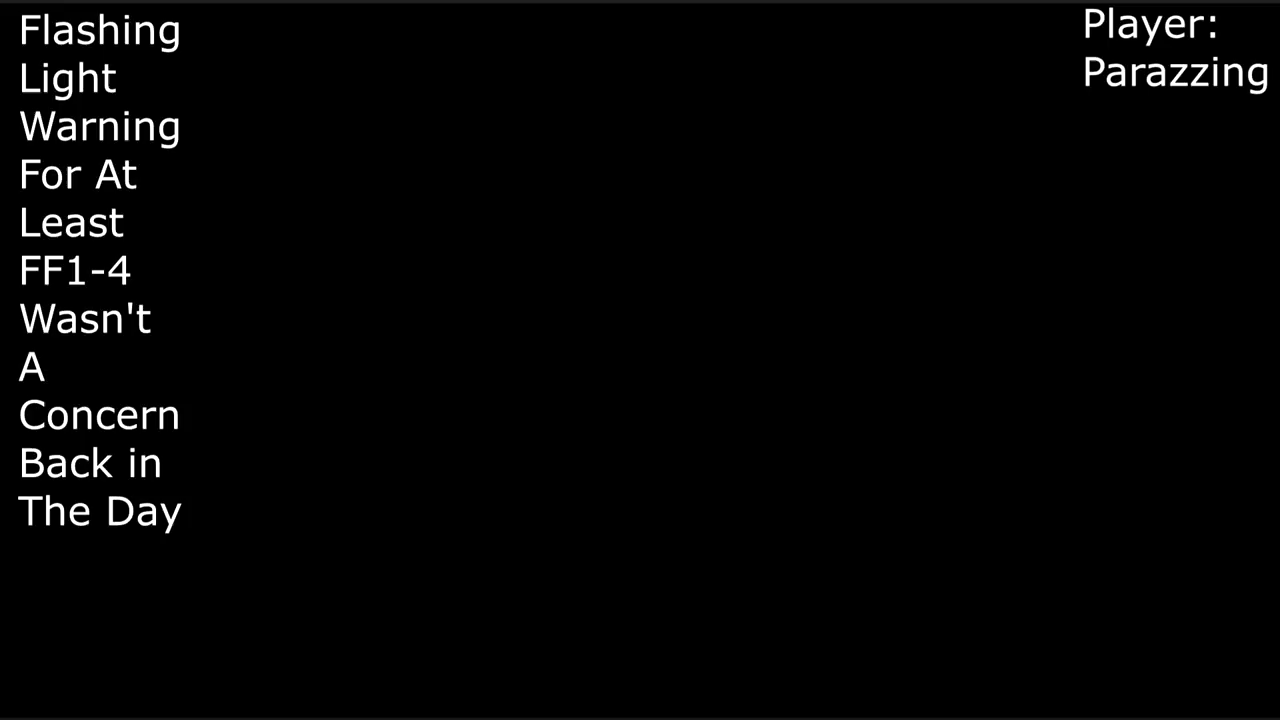 Flashing
Light
Warning
For At
Least
FF1-4
Wasn't
A
Concern
Back in
The Day
Player:
Parazzing